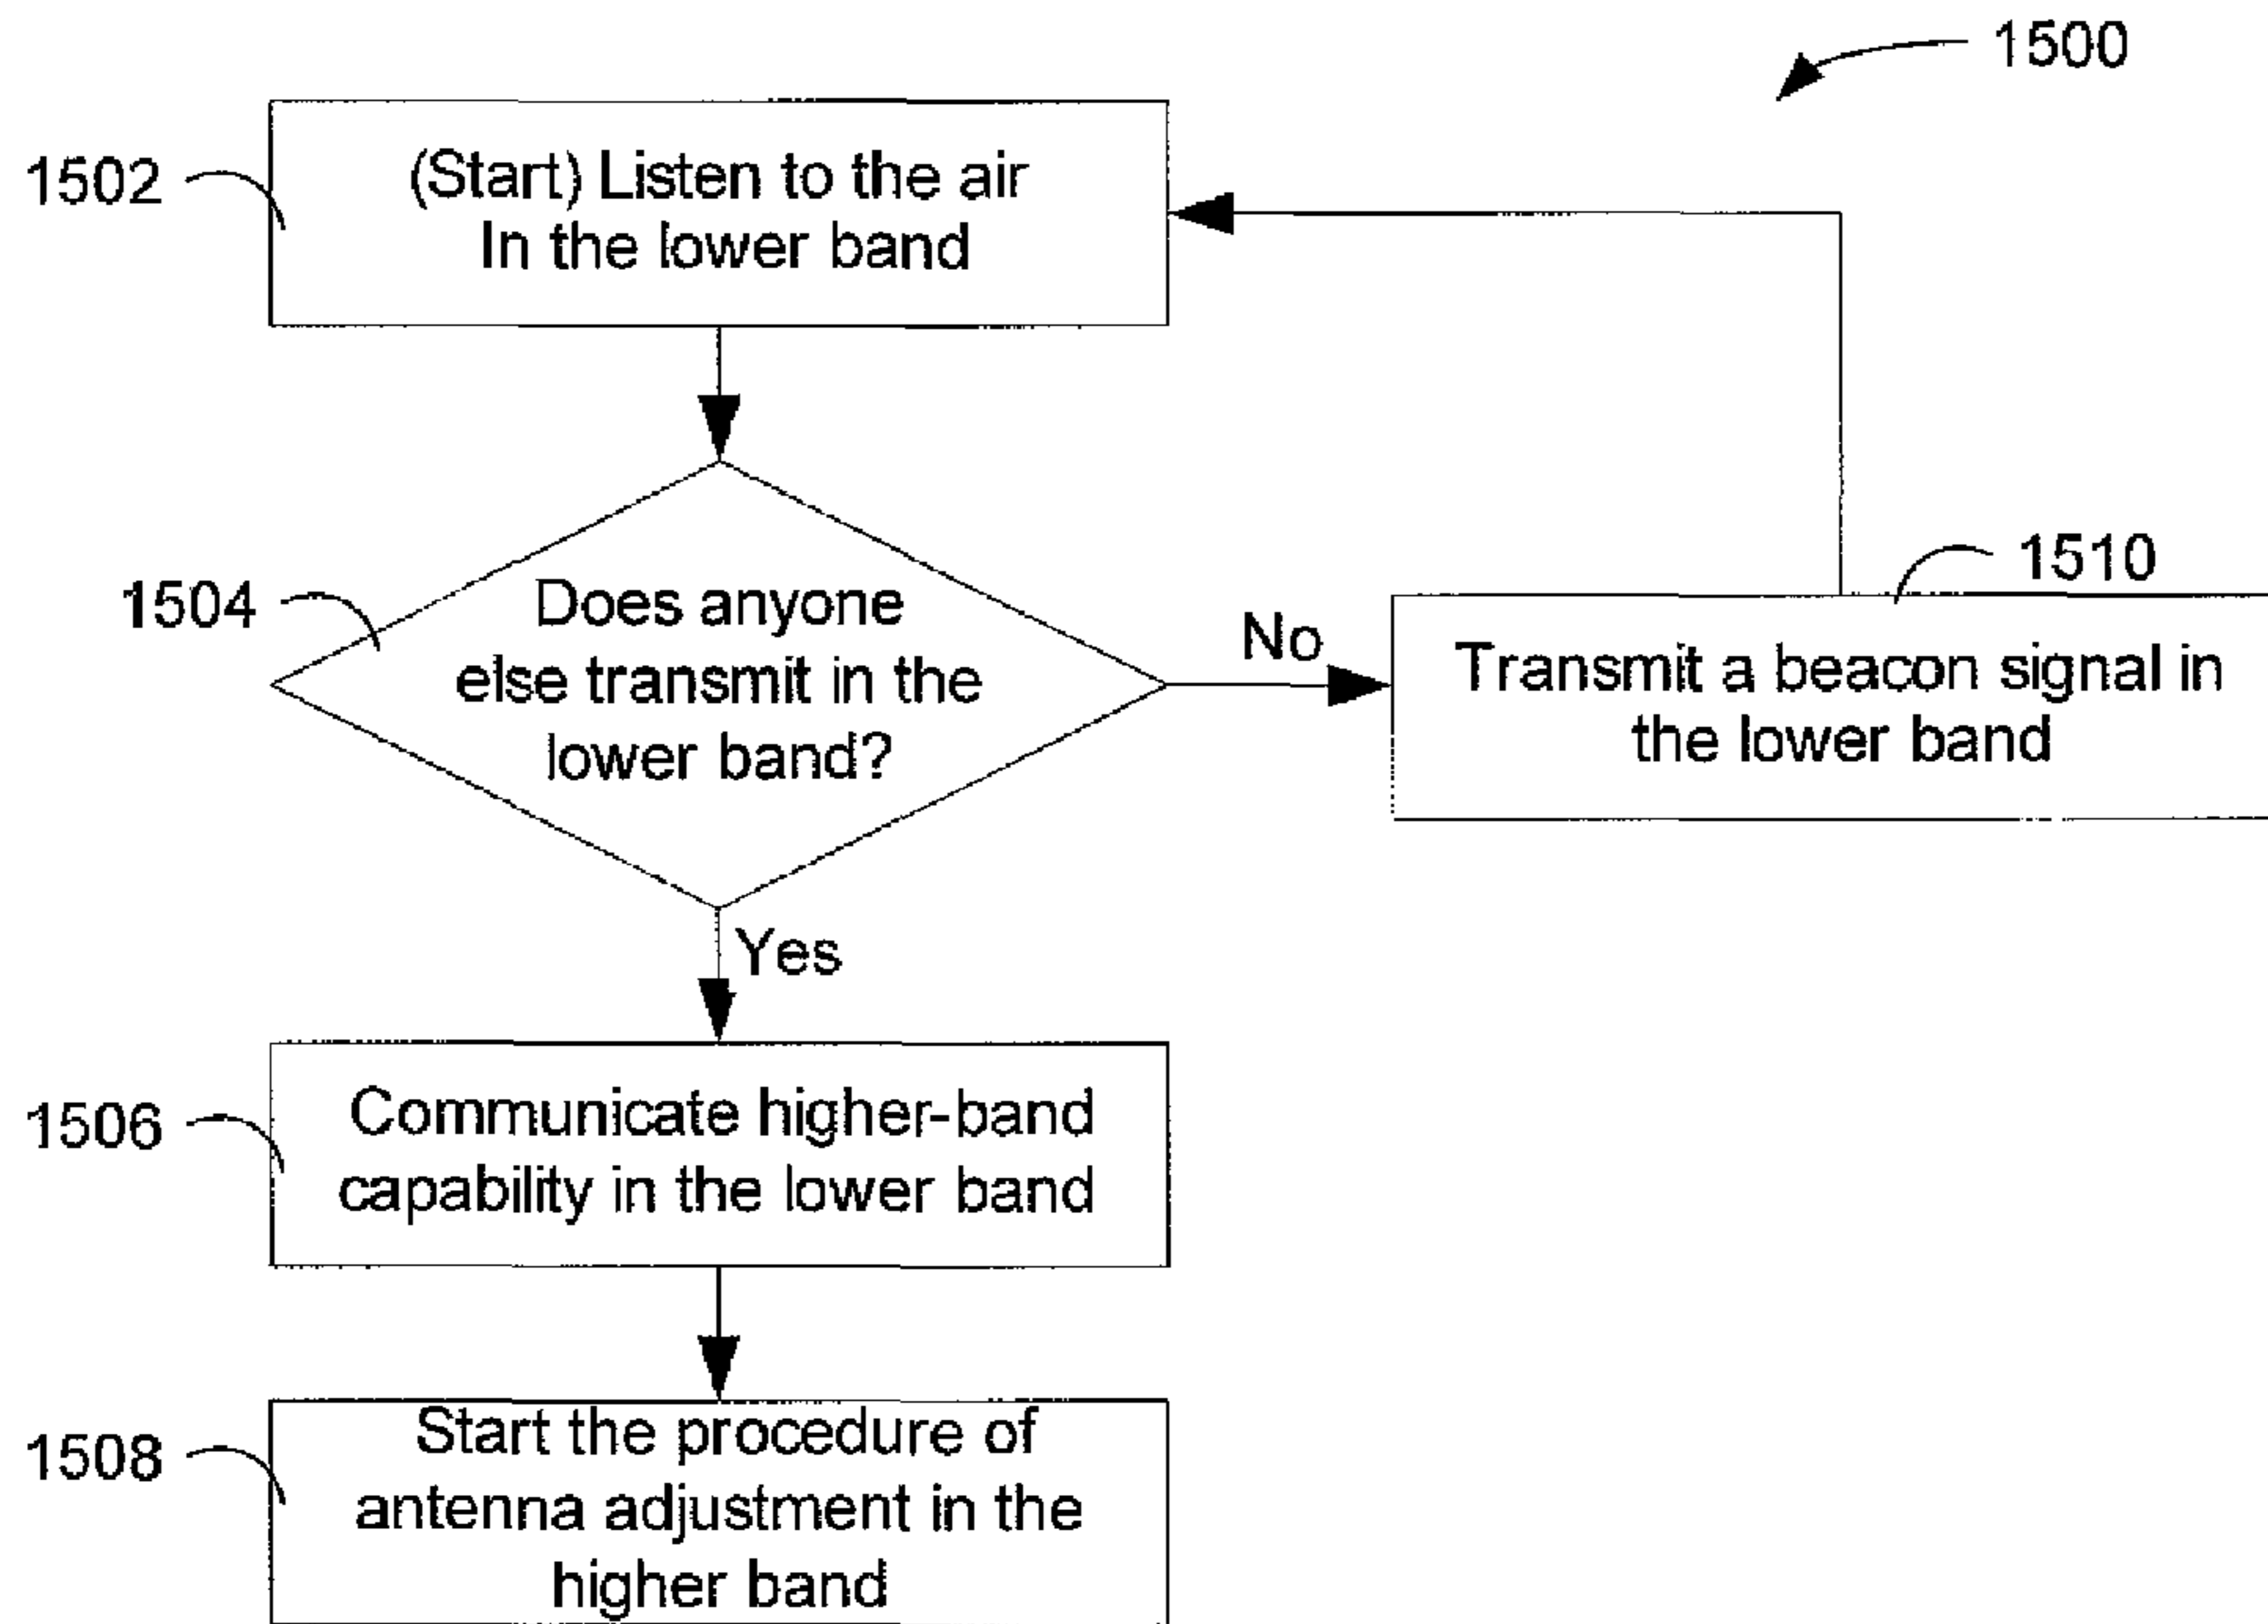 1500
1502
(Start) Listen to the air
In the lower band
1504
Does anyone
else transmit in the
lower band?
No
1510
Transmit a beacon signal in
the lower band
Yes
1506
Communicate higher-band
capability in the lower band
1508
Start the procedure of
antenna adjustment in the
higher band